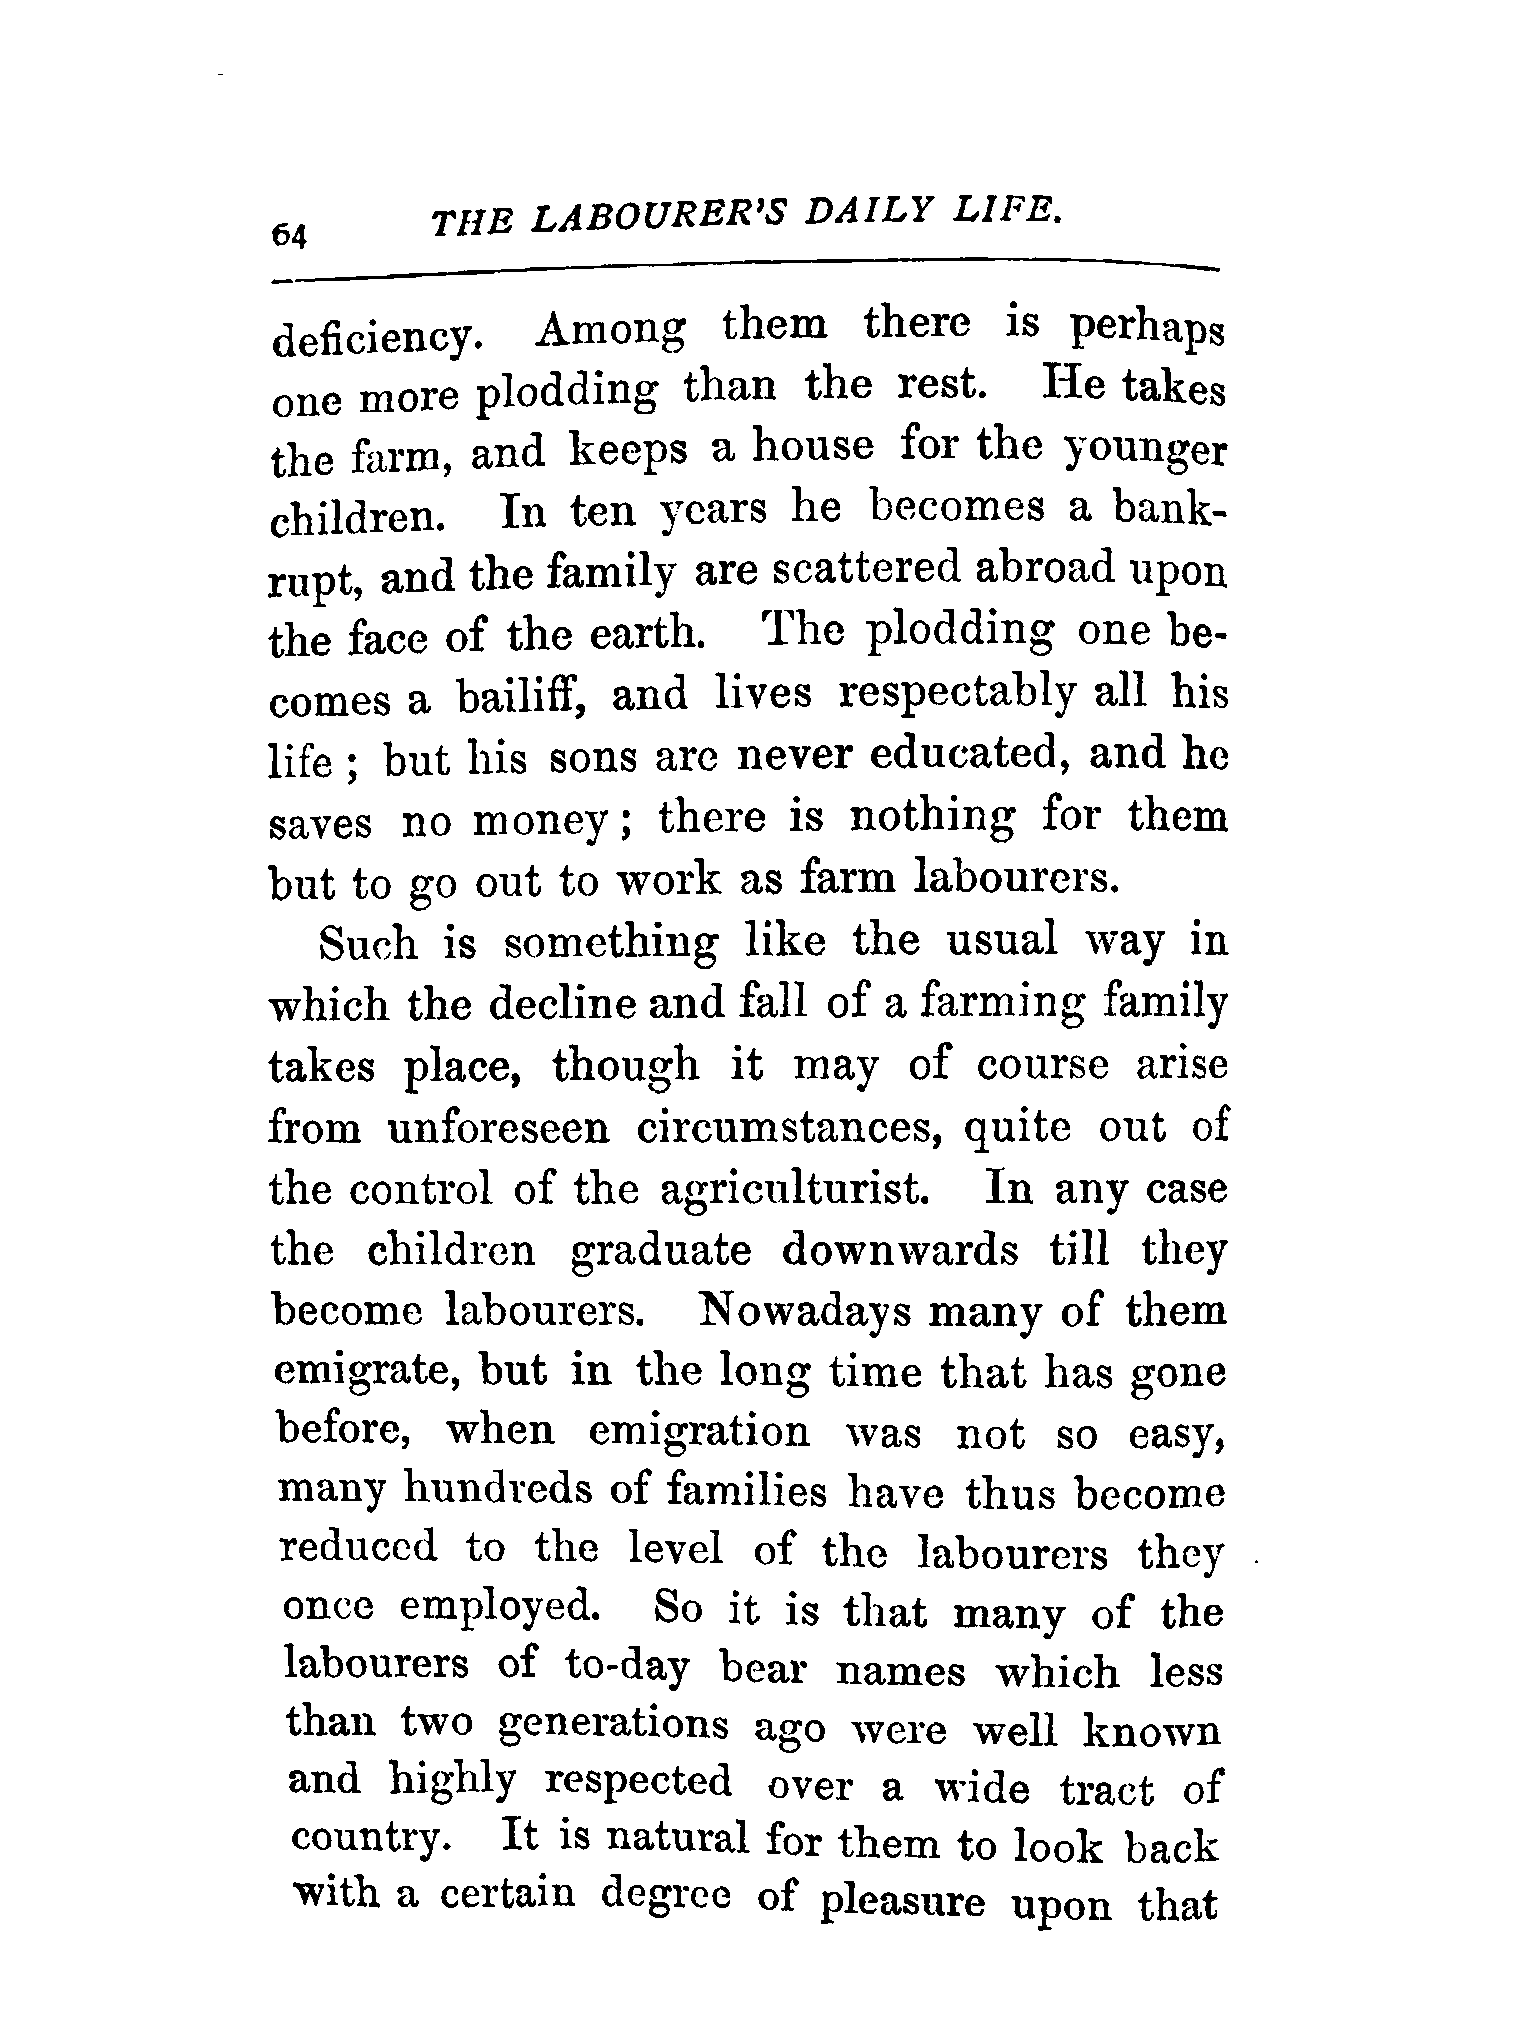 64 THE LABOURER'S DAILY LIFE.
deficiency. Among them there is perhaps
one more plodding than the rest. He takes
the farm, and keeps a house for the younger
children. In ten years he becomes a bank-
rupt, and the family are scattered abroad upon
the face of the earth. The plodding one be-
comes a bailiff, and lives respectably all his
life ; but his sons are never educated, and he
saves no money ; there is nothing for them
but to go out to work as farm labourers.
Such is something like the usual way in
which the decline and fall of a farming family
takes place, though it may of course arise
from unforeseen circumstances, quite out of
the control of the agriculturist. In any case
the children graduate downwards till they
become labourers. Nowadays many of them
emigrate, but in the long time that has gone
before, when emigration was not so easy,
many hundreds of families have thus become
reduced to the level of the labourers they
once employed. So it is that many of the
labourers of to-day bear names which less
than two generations ago were well known
and highly respected over a wide tract of
country. It is natural for them to look back
with a certain degree of pleasure upon that